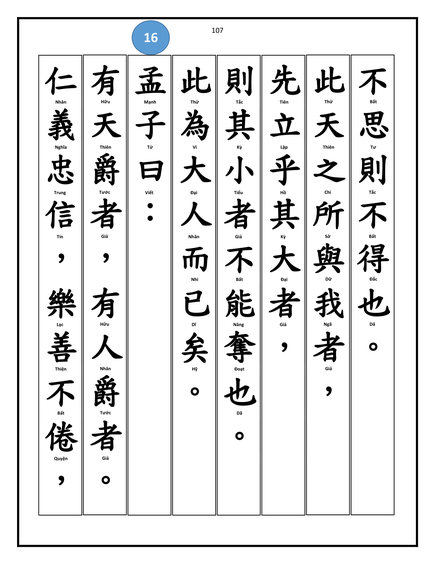 107
不思則不得也。
Bất Tư Tắc Bất Đắc Dã
此天之所與我者，
Thử Thiên Chi Sở Dữ Ngã Giả
先立乎其大者，
Tiên Lập Hồ Kỳ Đại Giả
則其小者不能奪也。
Tắc Kỳ Tiểu Giả Bất Năng Đoạt Dã
此為大人而已矣。
Thử Vi Đại Nhân Nhi Dĩ Hỹ
16
孟子曰：
Mạnh Tử Viết
有天爵者，有人爵者。
Hữu Thiên Tước Giả Hữu Nhân Tước Giả
仁義忠信，樂善不倦，
Nhân Nghĩa Trung Tín Lạc Thiện Bất Quyện